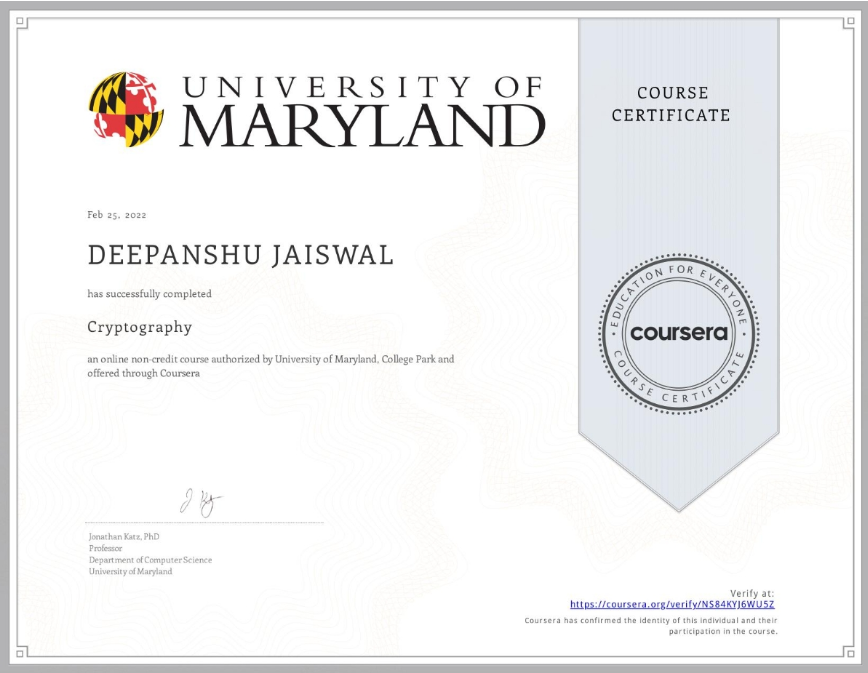 UNIVERSITY OF
MARYLAND
COURSE
CERTIFICATE
Feb 25, 2022
DEEPANSHU JAISWAL
has successfully completed
Cryptography
an online non-credit course authorized by University of Maryland, College Park and
offered through Coursera
EDUCATION FOR EVERYONE
coursera
COURSE CERTIFICATE
Jonathan Katz, PhD
Professor
Department of Computer Science
University of Maryland
Verify at:
https://coursera.org/verify/NS84KYJ6WU5Z
Coursera has confirmed the identity of this individual and their
participation in the course.